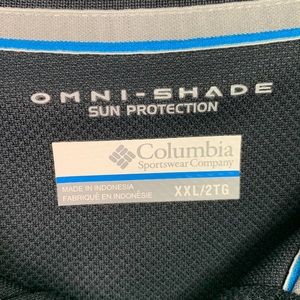 OMNI-SHADE
SUN PROTECTION
Columbia
Sportswear Company
MADE IN INDONESIA
FABRIQUÉ EN INDONÉSIE
XXL/2TG